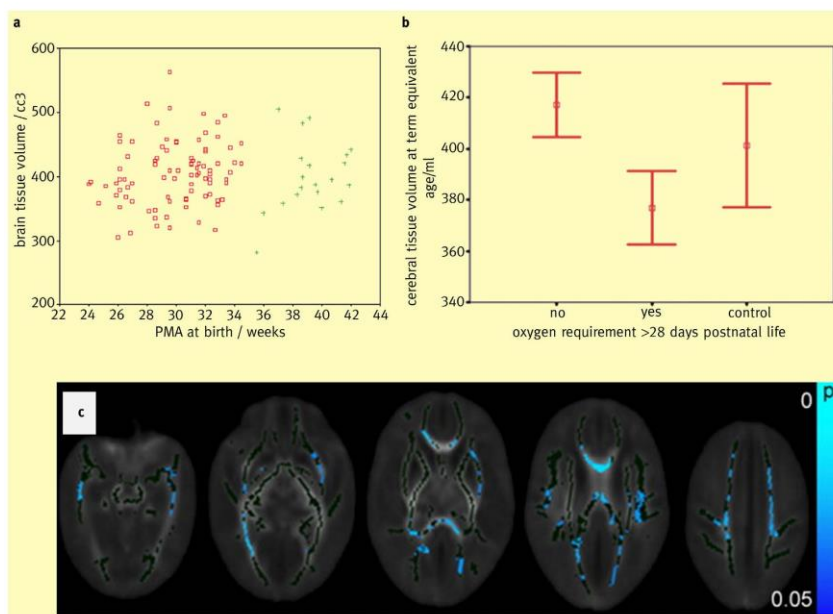 a
brain tissue volume / cc3
600
500
400
300
200
22 24 26 28 30 32 34 36 38 40 42 44
PMA at birth / weeks
b
cerebral tissue volume at term equivalent
age/ml
440
420
400
380
360
340
no yes control
oxygen requirement >28 days postnatal life
c
0
p
0.05